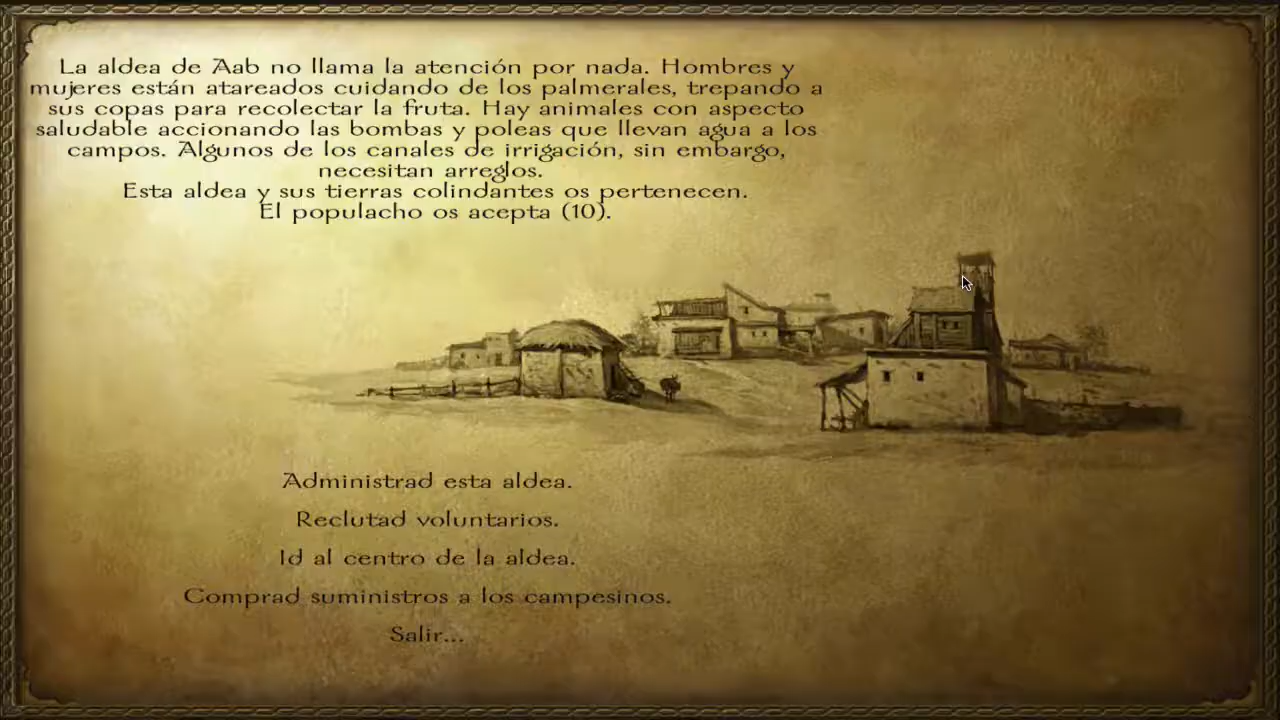 La aldea de Aab no llama la atención por nada. Hombres y
mujeres están atareados cuidando de los palmerales, trepando a
sus copas para recolectar la fruta. Hay animales con aspecto
saludable accionando las bombas y poleas que llevan agua a los
campos. Algunos de los canales de irrigación, sin embargo,
necesitan arreglos.
Esta aldea y sus tierras colindantes os pertenecen.
El populacho os acepta (10).
Administrad esta aldea.
Reclutad voluntarios.
Id al centro de la aldea.
Comprad suministros a los campesinos.
Salir...